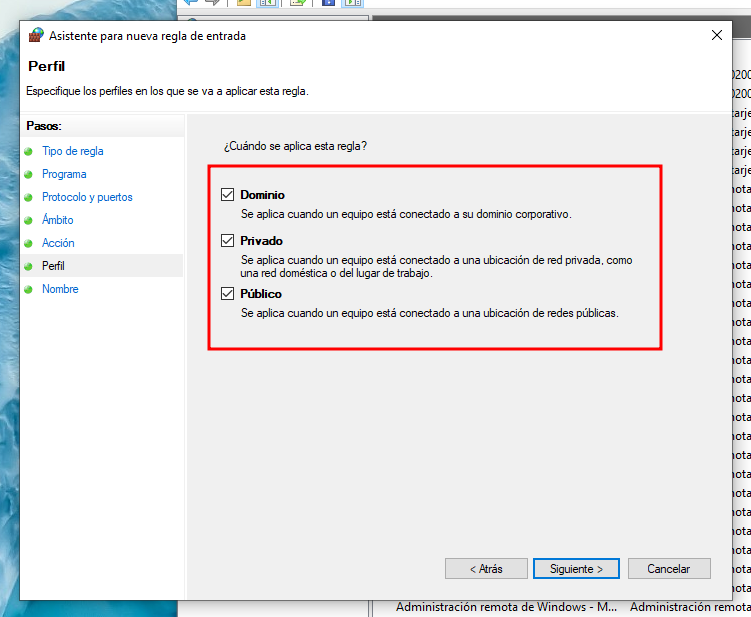 Asistente para nueva regla de entrada
Perfil
Especifique los perfiles en los que se va a aplicar esta regla.
Pasos:
Tipo de regla
Programa
Protocolo y puertos
Ámbito
Acción
Perfil
Nombre
¿Cuándo se aplica esta regla?
Dominio
Se aplica cuando un equipo está conectado a su dominio corporativo.
Privado
Se aplica cuando un equipo está conectado a una ubicación de red privada, como
una red doméstica o del lugar de trabajo.
Público
Se aplica cuando un equipo está conectado a una ubicación de redes públicas.
< Atrás
Siguiente >
Cancelar
Administración remota de Windows - M... Administración remota